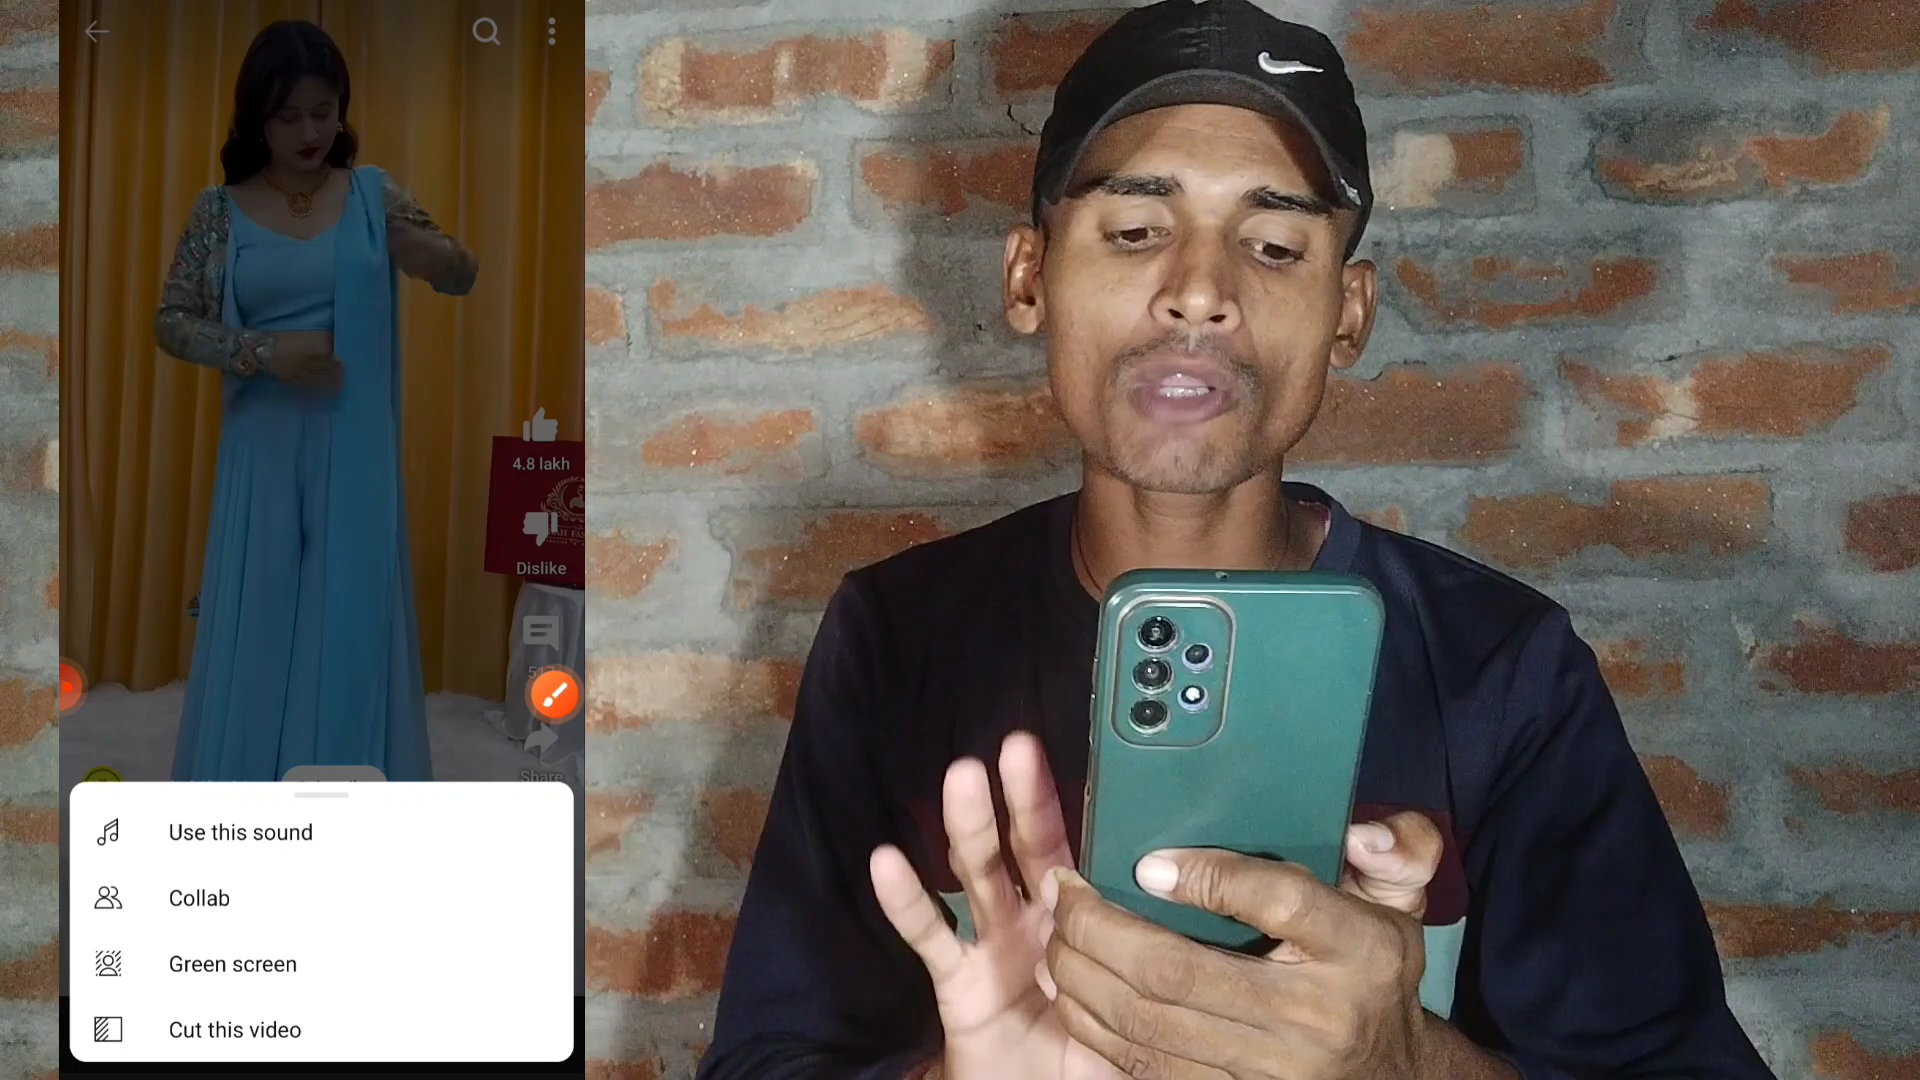 4.8 lakh
Dislike
Share
Use this sound
Collab
Green screen
Cut this video